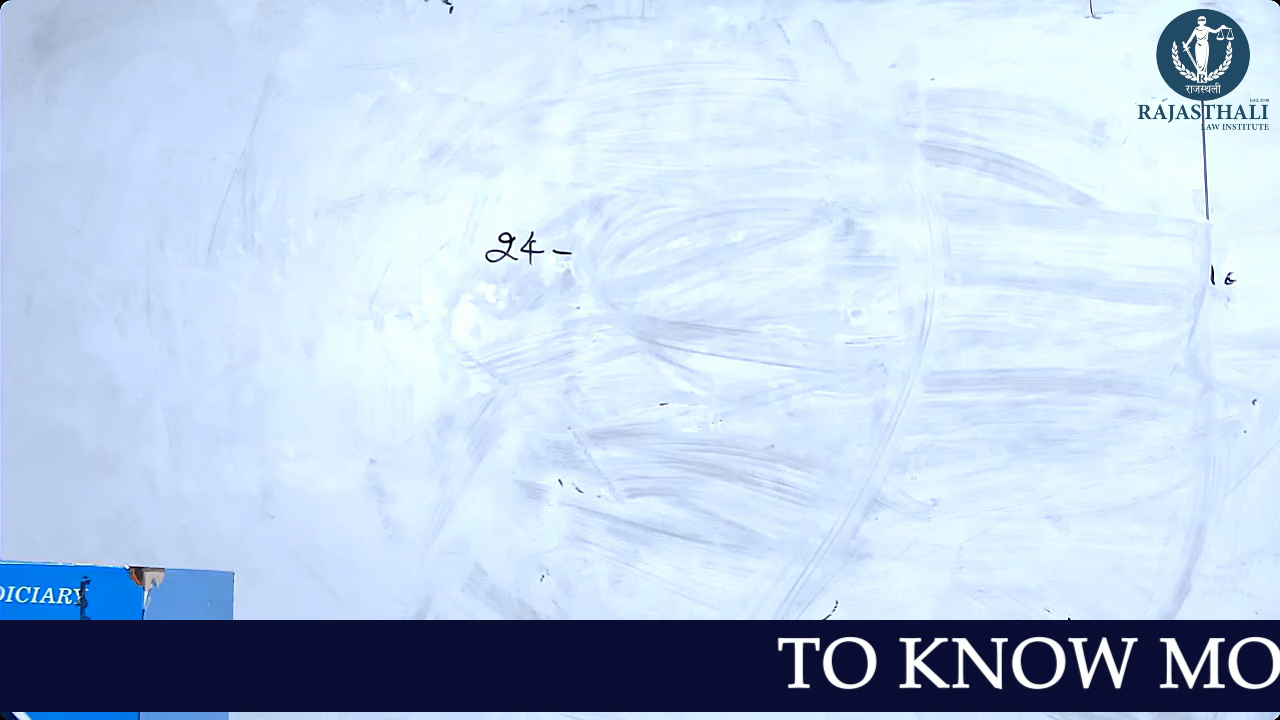 राजस्थली
RAJASTHALI
LAW INSTITUTE
24 -
DICIARY
TO KNOW MO